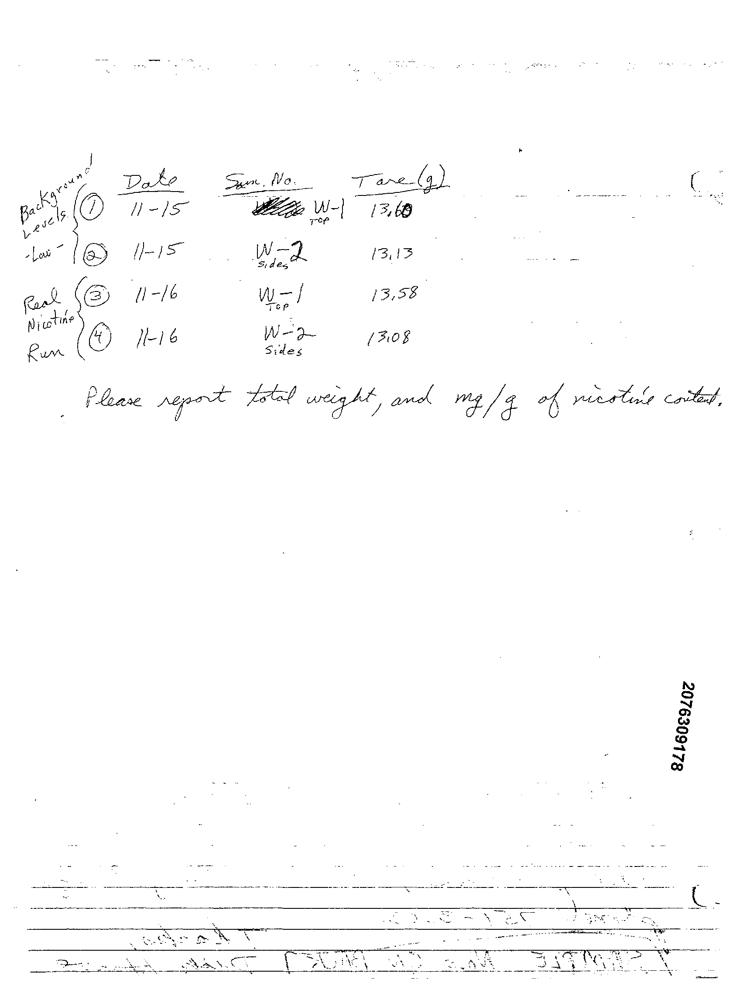 Date Sam. No. Tare (g)
Background Levels -Low-
① 11-15 W-1 Top 13.60
② 11-15 W-2 Sides 13.13
Real Nicotine Run
③ 11-16 W-1 Top 13.58
④ 11-16 W-2 Sides 13.08
Please report total weight, and mg/g of nicotine content.
2076309178